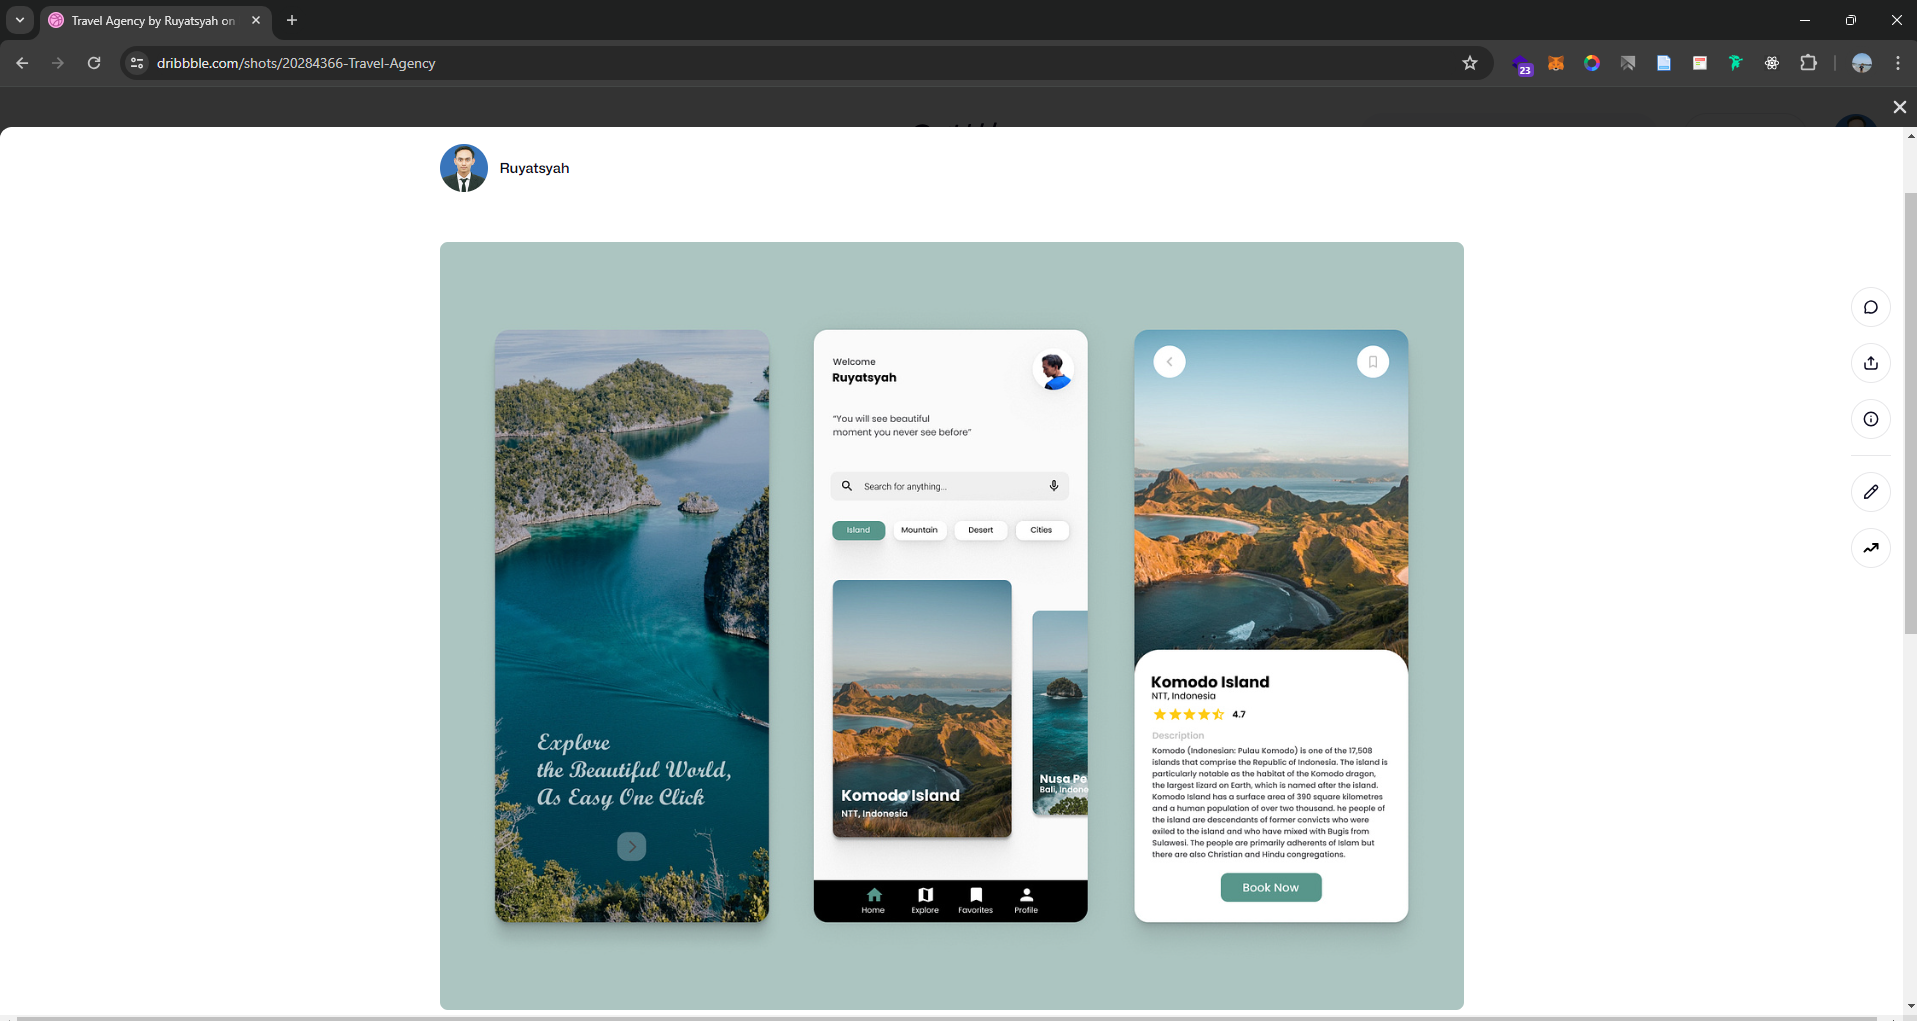 Travel Agency by Ruyatsyah on
dribbble.com/shots/20284366-Travel-Agency
23
Ruyatsyah
Explore
the Beautiful World,
As Easy One Click
Welcome
Ruyatsyah
“You will see beautiful
moment you never see before”
Search for anything...
Island Mountain Desert Cities
Komodo Island
NTT, Indonesia
Nusa Pe
Bali, Indone
Home Explore Favorites Profile
Komodo Island
NTT, Indonesia
4.7
Description
Komodo (Indonesian: Pulau Komodo) is one of the 17,508
islands that comprise the Republic of Indonesia. The island is
particularly notable as the habitat of the Komodo dragon,
the largest lizard on Earth, which is named after the island.
Komodo Island has a surface area of 390 square kilometres
and a human population of over two thousand. he people of
the island are descendants of former convicts who were
exiled to the island and who have mixed with Bugis from
Sulawesi. The people are primarily adherents of Islam but
there are also Christian and Hindu congregations.
Book Now